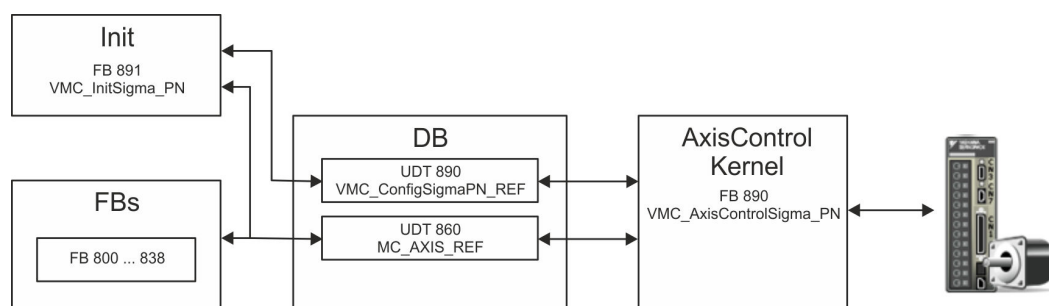 Init
FB 891
VMC_InitSigma_PN
FBs
FB 800 ... 838
DB
UDT 890
VMC_ConfigSigmaPN_REF
UDT 860
MC_AXIS_REF
AxisControl
Kernel
FB 890
VMC_AxisControlSigma_PN